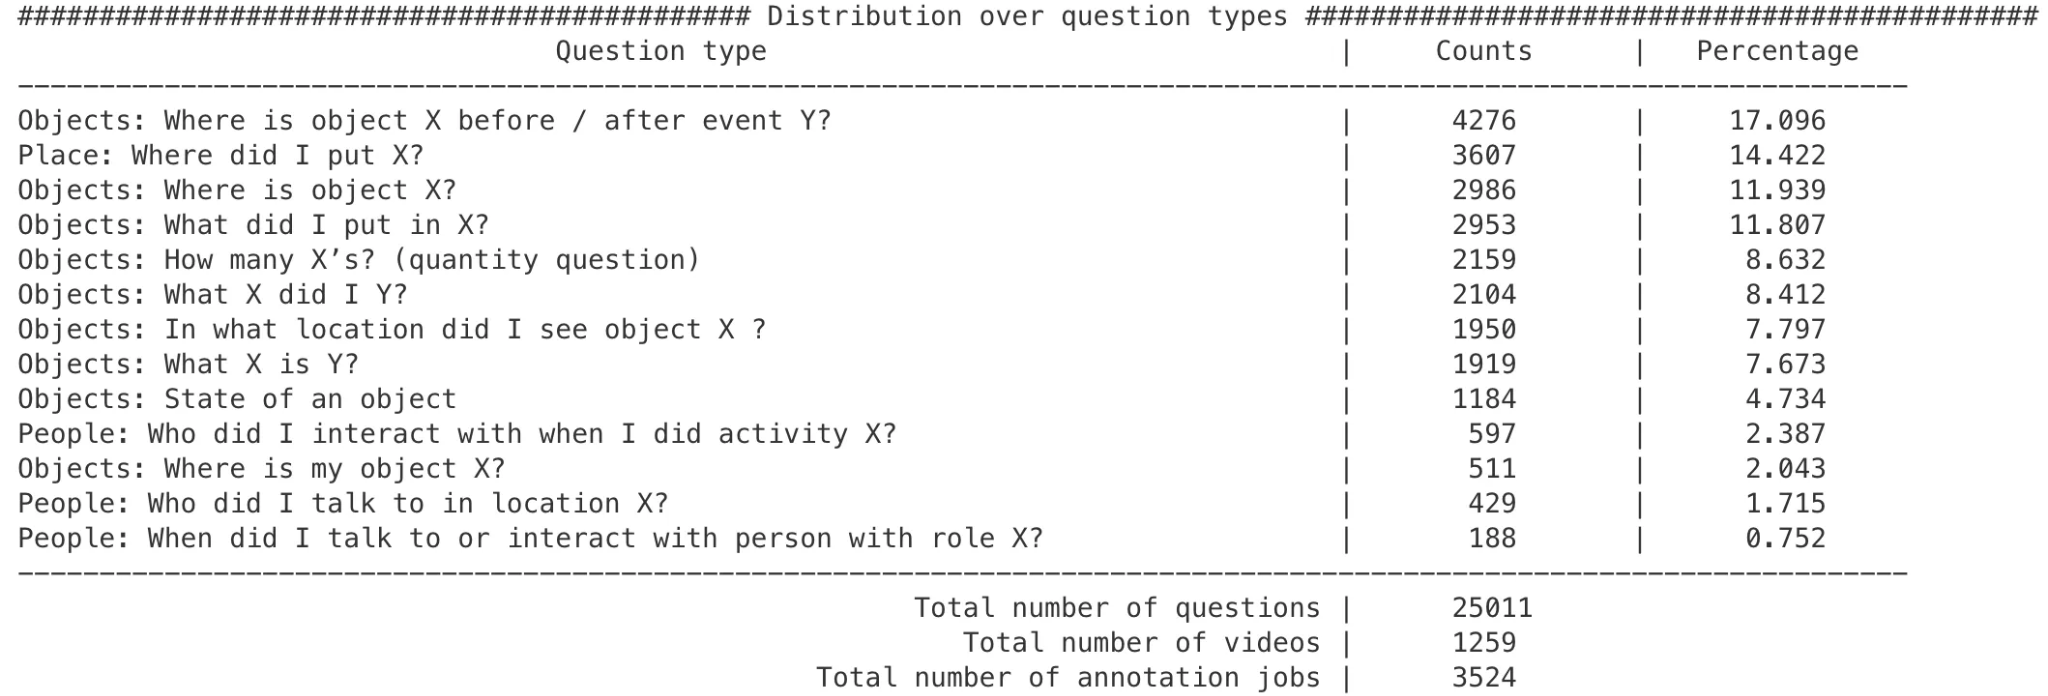 ############################################# Distribution over question types #############################################
Question type | Counts | Percentage
--------------------------------------------------------------------------------------------------------------------
Objects: Where is object X before / after event Y? | 4276 | 17.096
Place: Where did I put X? | 3607 | 14.422
Objects: Where is object X? | 2986 | 11.939
Objects: What did I put in X? | 2953 | 11.807
Objects: How many X’s? (quantity question) | 2159 | 8.632
Objects: What X did I Y? | 2104 | 8.412
Objects: In what location did I see object X ? | 1950 | 7.797
Objects: What X is Y? | 1919 | 7.673
Objects: State of an object | 1184 | 4.734
People: Who did I interact with when I did activity X? | 597 | 2.387
Objects: Where is my object X? | 511 | 2.043
People: Who did I talk to in location X? | 429 | 1.715
People: When did I talk to or interact with person with role X? | 188 | 0.752
--------------------------------------------------------------------------------------------------------------------
Total number of questions | 25011
Total number of videos | 1259
Total number of annotation jobs | 3524